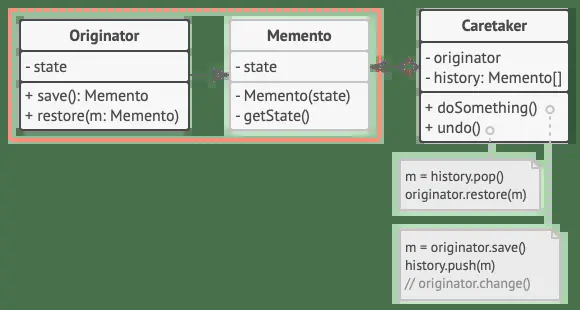 Originator
- state
+ save(): Memento
+ restore(m: Memento)
Memento
- state
- Memento(state)
- getState()
Caretaker
- originator
- history: Memento[]
+ doSomething()
+ undo()
m = history.pop()
originator.restore(m)
m = originator.save()
history.push(m)
// originator.change()